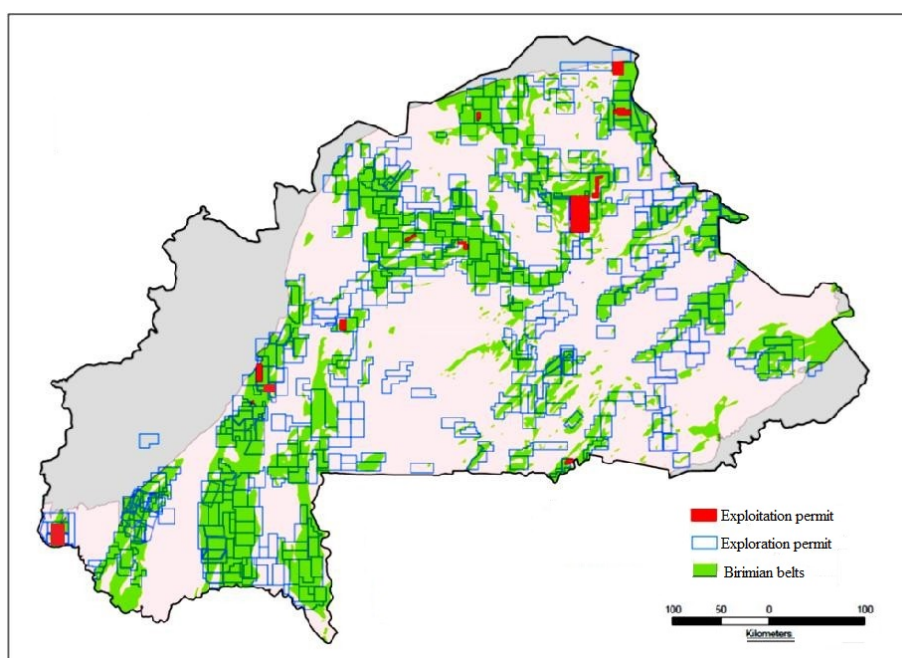 Exploitation permit
Exploration permit
Birimian belts
100 50 0 100
Kilometers